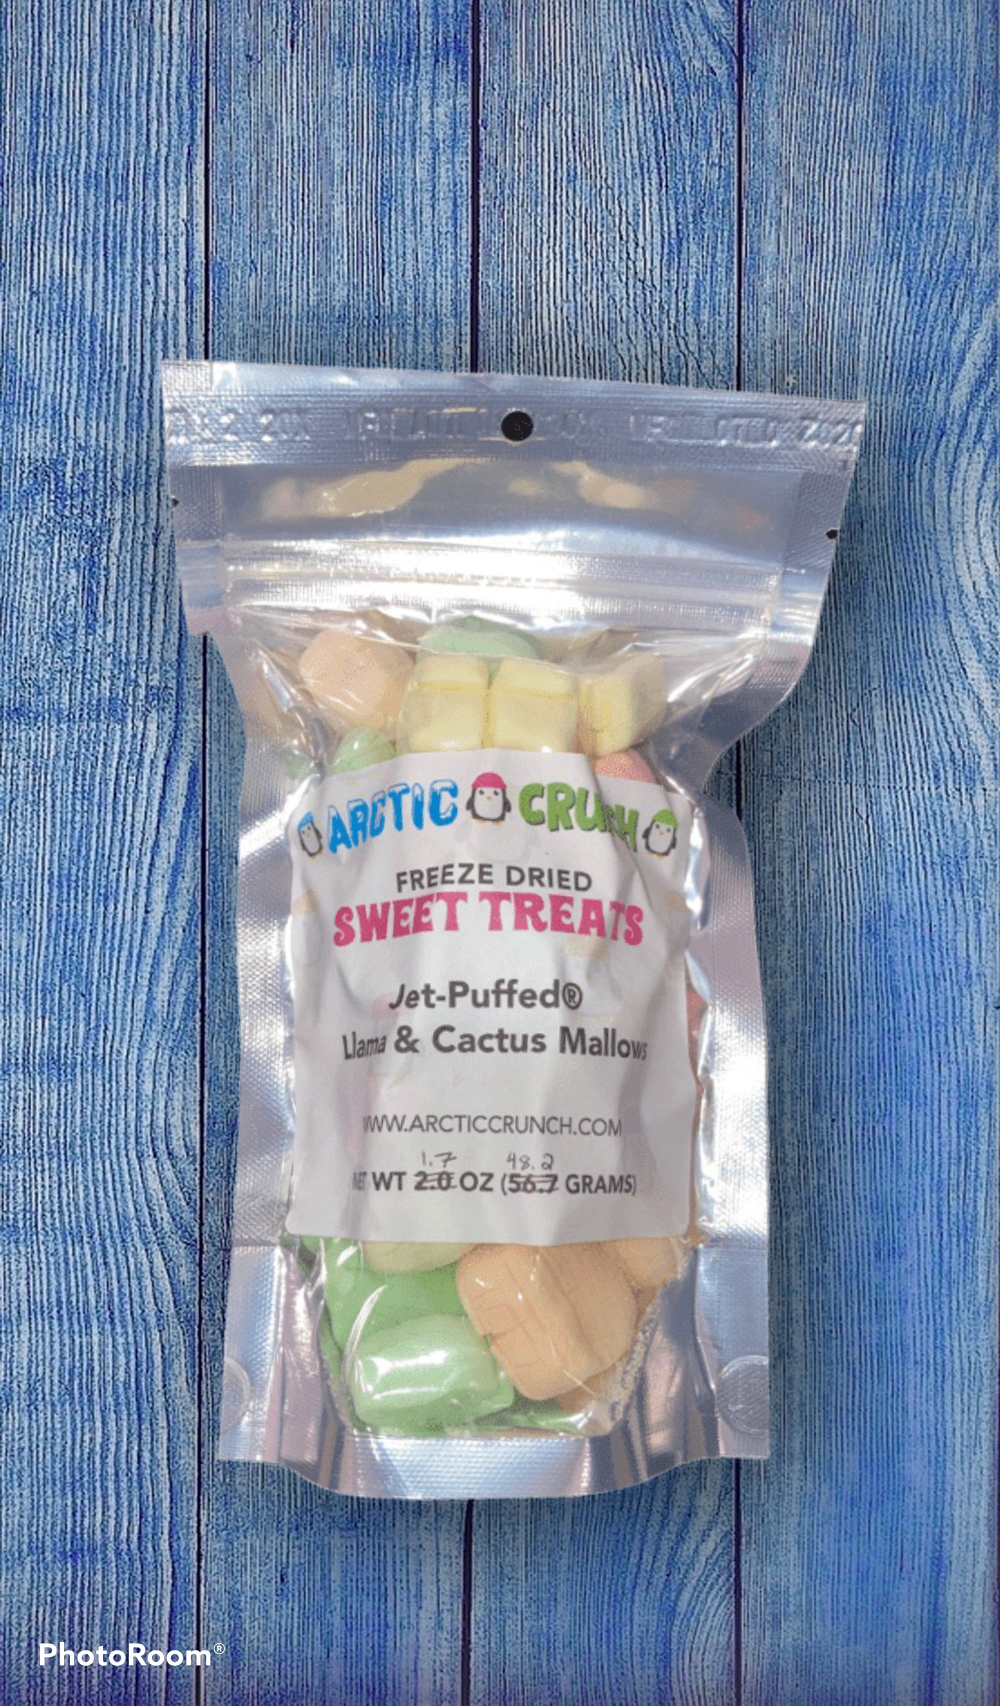 ARCTIC CRUNCH
FREEZE DRIED
SWEET TREATS
Jet-Puffed®
Llama & Cactus Mallows
WWW.ARCTICCRUNCH.COM
1.7 48.2
NET WT 2.0 OZ (56.7 GRAMS)
PhotoRoom®